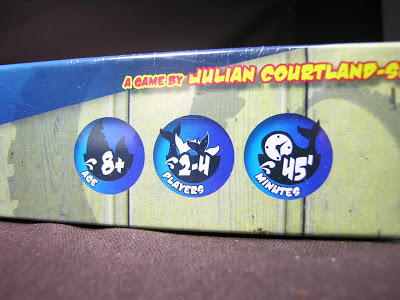 A GAME BY JULIAN COURTLAND-S
8+
AGE
2-4
PLAYERS
45'
MINUTES